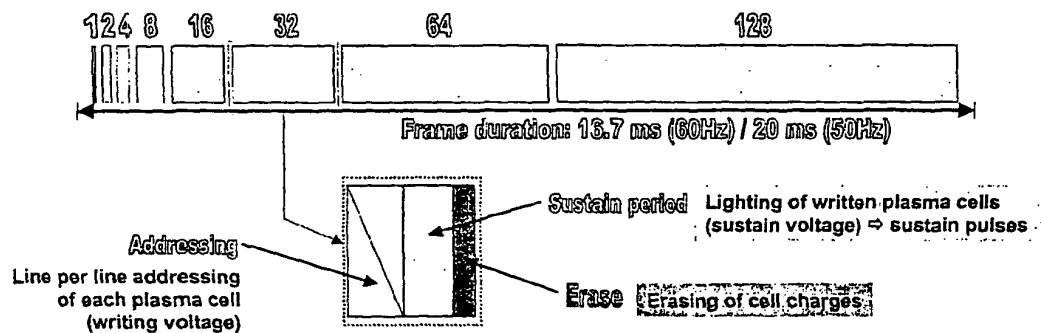 1 2 4 8 16 32 64 128
Frame duration: 16.7 ms (60Hz) / 20 ms (50Hz)
Sustain period Lighting of written plasma cells
(sustain voltage) ⇨ sustain pulses
Addressing
Line per line addressing
of each plasma cell
(writing voltage)
Erase Erasing of cell charges